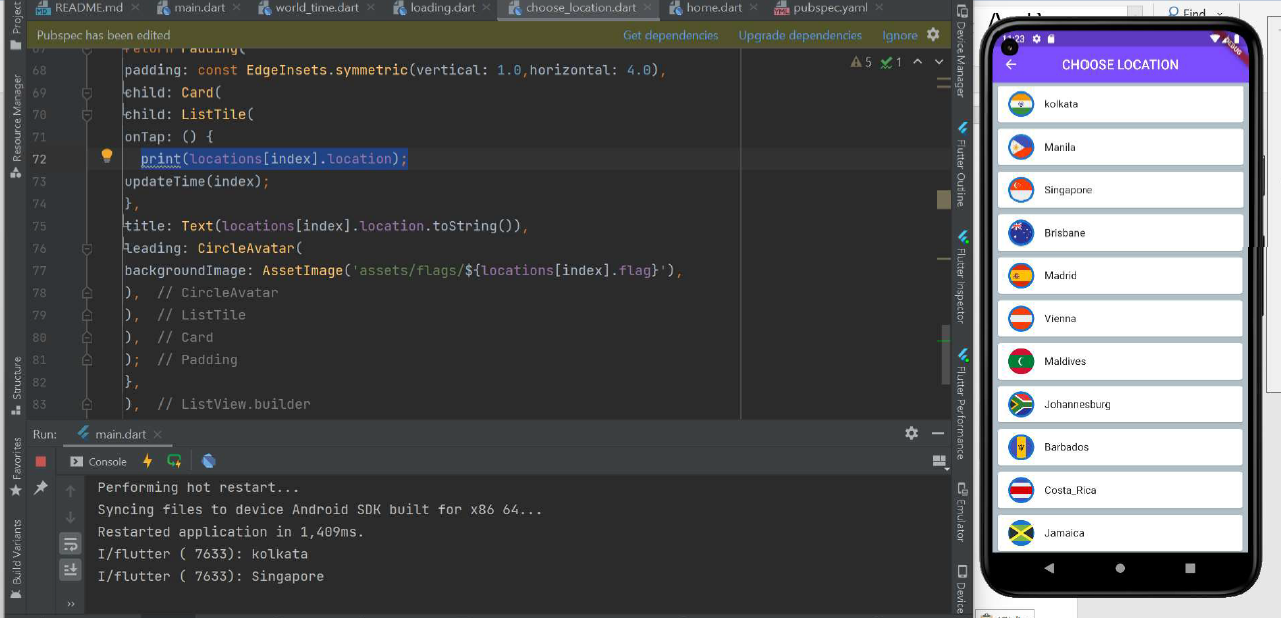 README.md main.dart world_time.dart loading.dart choose_location.dart home.dart pubspec.yaml
Pubspec has been edited Get dependencies Upgrade dependencies Ignore
68 padding: const EdgeInsets.symmetric(vertical: 1.0,horizontal: 4.0),
69 child: Card(
70 child: ListTile(
71 onTap: () {
72 print(locations[index].location);
73 updateTime(index);
74 },
75 title: Text(locations[index].location.toString()),
76 leading: CircleAvatar(
77 backgroundImage: AssetImage('assets/flags/${locations[index].flag}'),
78 ), // CircleAvatar
79 ), // ListTile
80 ), // Card
81 ); // Padding
82 },
83 ), // ListView.builder
5 1
Run: main.dart
Console
Performing hot restart...
Syncing files to device Android SDK built for x86 64...
Restarted application in 1,409ms.
I/flutter ( 7633): kolkata
I/flutter ( 7633): Singapore
Project
Resource Manager
Structure
Favorites
Build Variants
Device Manager
Flutter Outline
Flutter Inspector
Flutter Performance
Emulator
Device
Find
CHOOSE LOCATION
kolkata
Manila
Singapore
Brisbane
Madrid
Vienna
Maldives
Johannesburg
Barbados
Costa_Rica
Jamaica